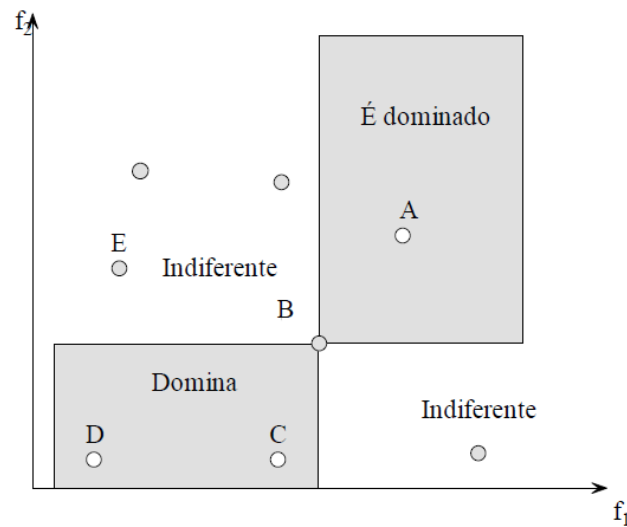 f2
É dominado
A
E
Indiferente
B
Domina
Indiferente
D
C
f1